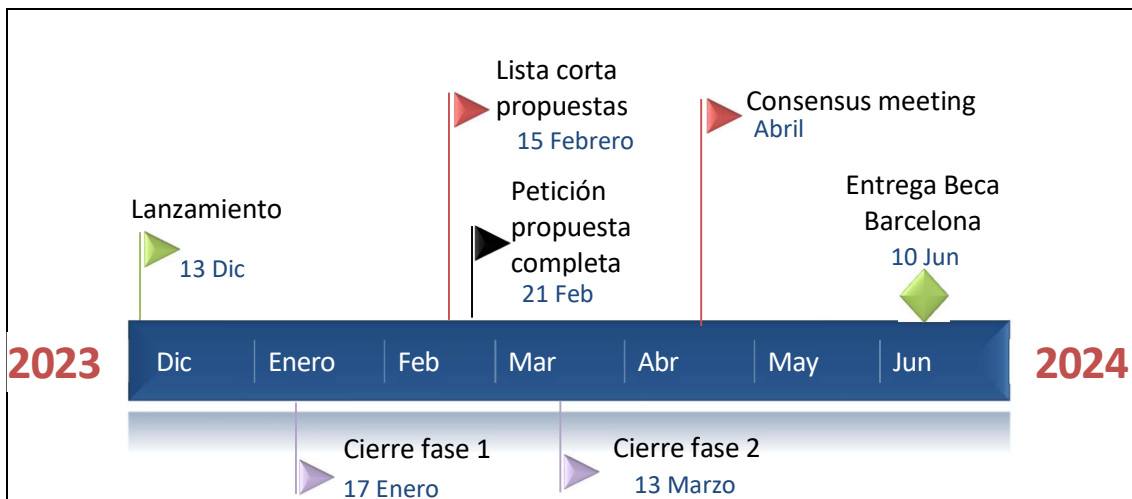 Lista corta
propuestas
15 Febrero
Consensus meeting
Abril
Lanzamiento
13 Dic
Petición
propuesta
completa
21 Feb
Entrega Beca
Barcelona
10 Jun
2023
Dic
Enero
Feb
Mar
Abr
May
Jun
2024
Cierre fase 1
17 Enero
Cierre fase 2
13 Marzo